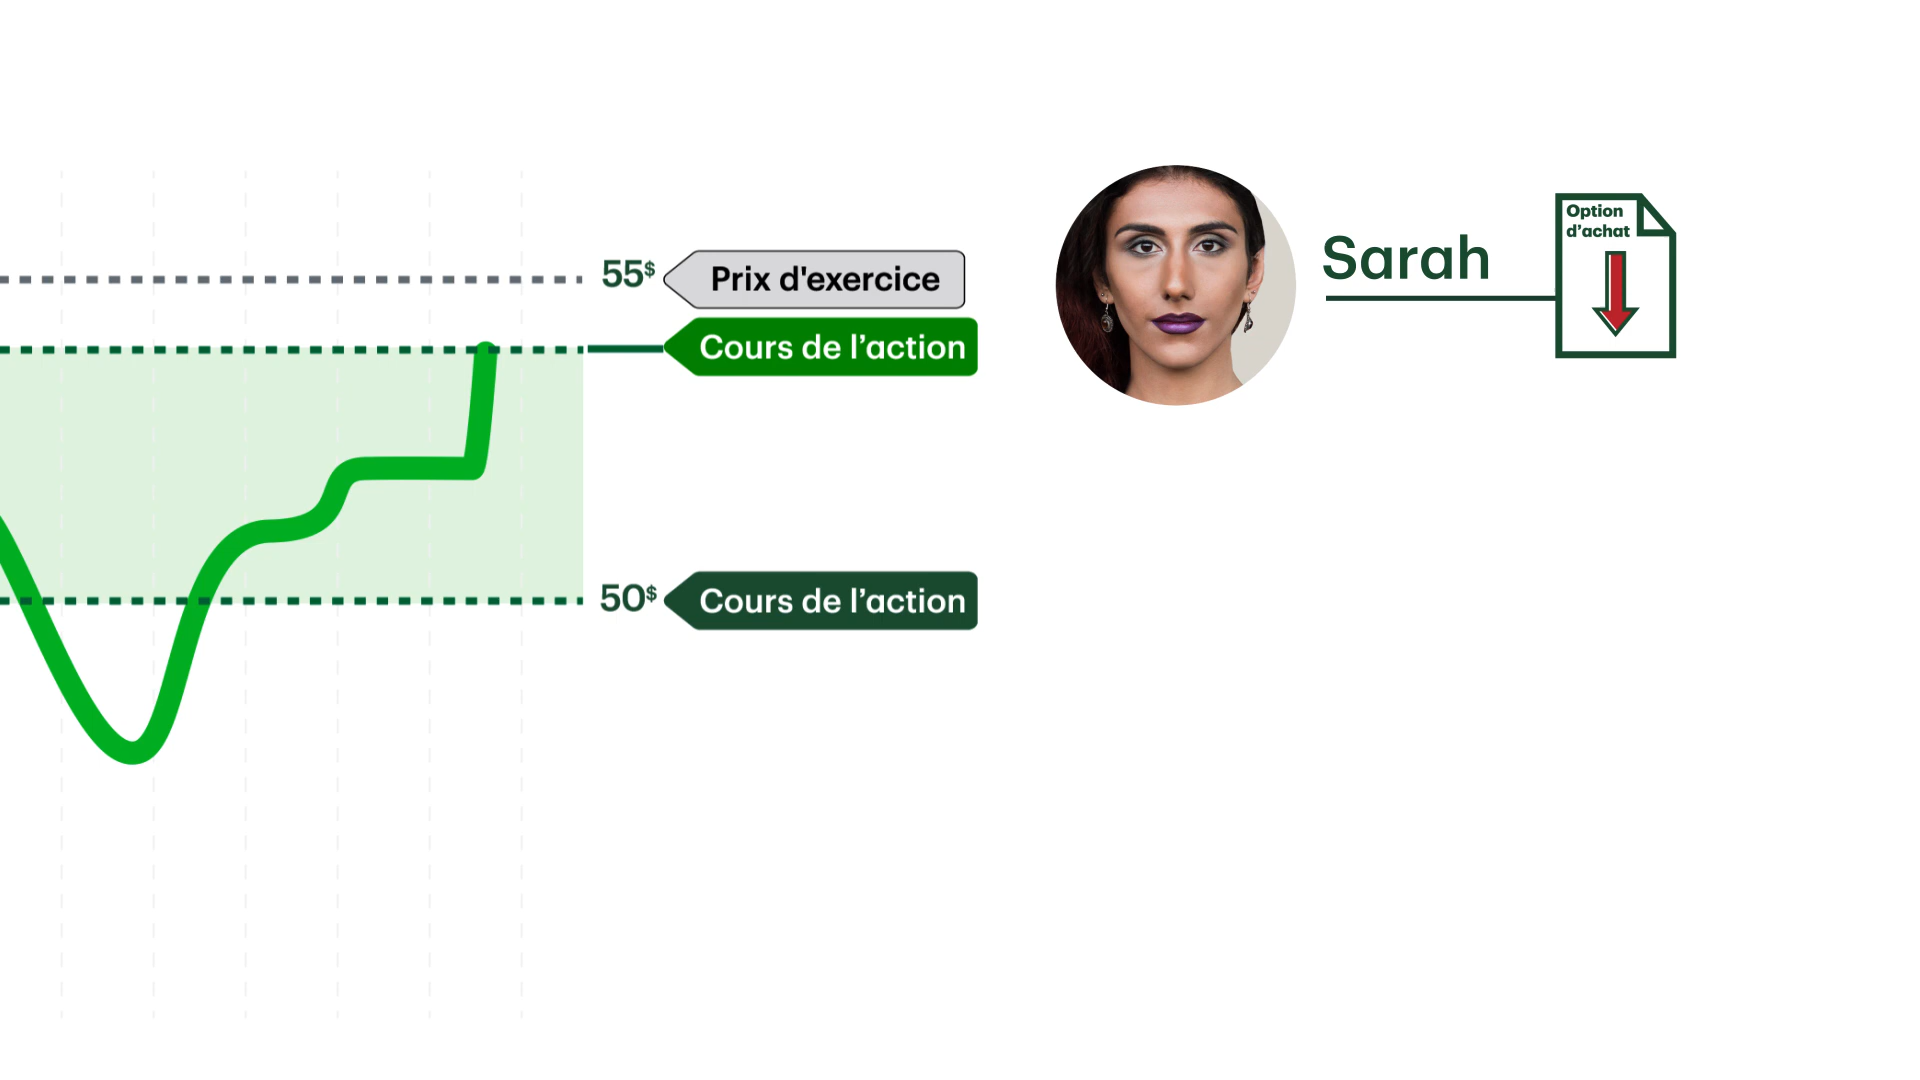 55$
Prix d'exercice
Cours de l’action
50$
Cours de l’action
Sarah
Option
d’achat